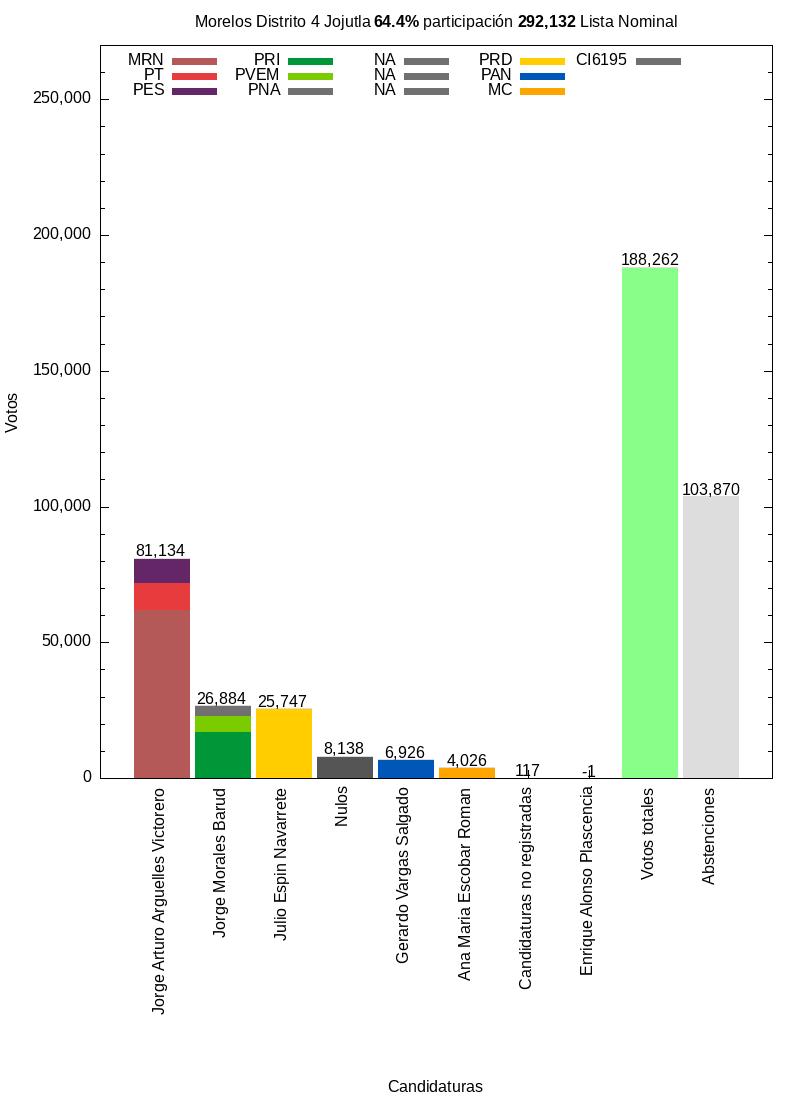 Morelos Distrito 4 Jojutla 64.4% participación 292,132 Lista Nominal
MRN PRI NA PRD CI6195
PT PVEM NA PAN
PES PNA NA MC
250,000
200,000
150,000
100,000
50,000
0
Votos
81,134
26,884
25,747
8,138
6,926
4,026
117
-1
188,262
103,870
Jorge Arturo Arguelles Victorero
Jorge Morales Barud
Julio Espin Navarrete
Nulos
Gerardo Vargas Salgado
Ana Maria Escobar Roman
Candidaturas no registradas
Enrique Alonso Plascencia
Votos totales
Abstenciones
Candidaturas